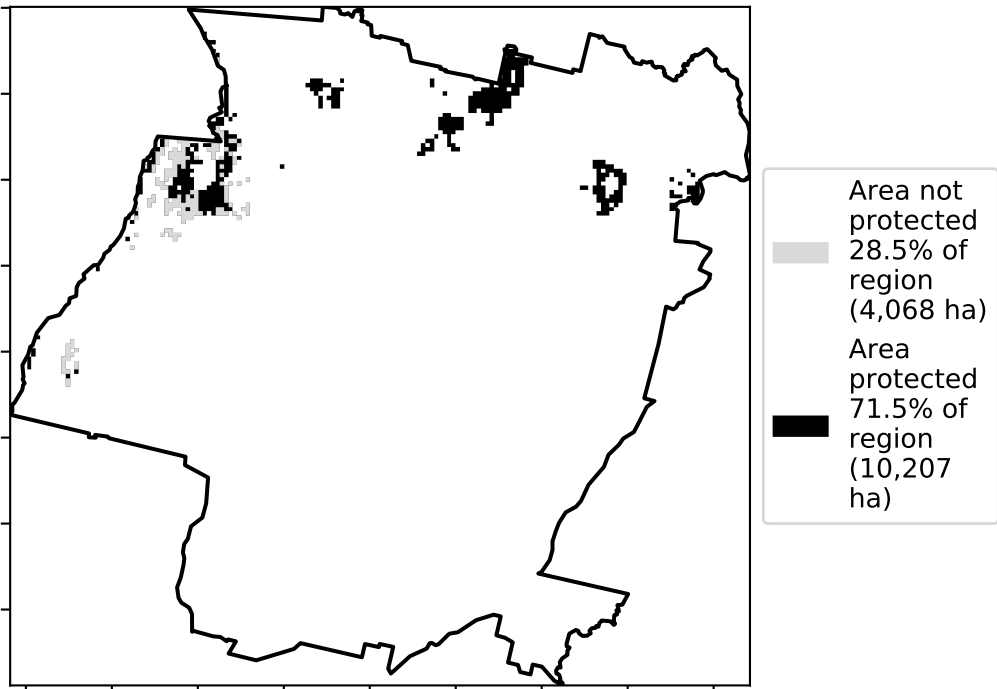 Area not
protected
28.5% of
region
(4,068 ha)
Area
protected
71.5% of
region
(10,207
ha)